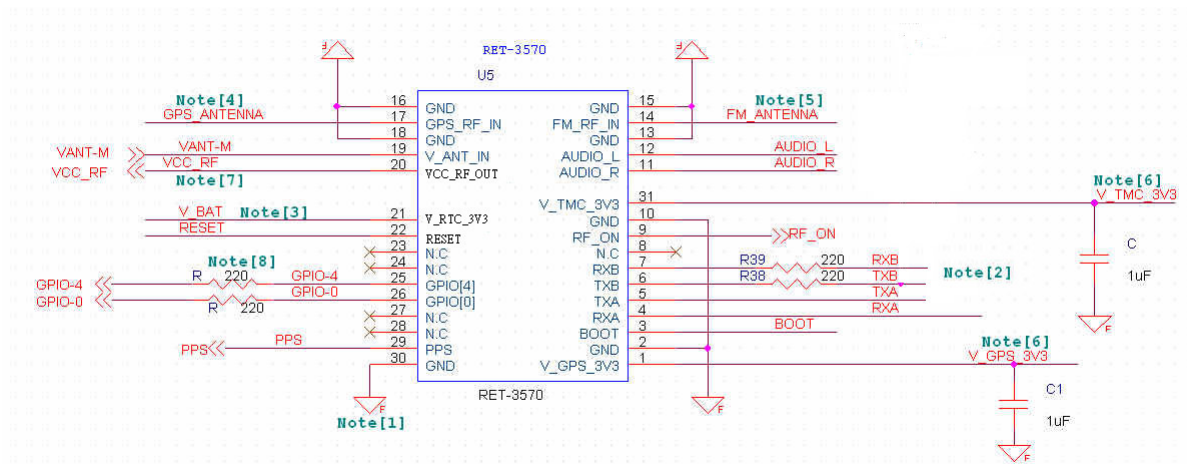 F
F
RET-3570
U5
Note[4]
GPS_ANTENNA
16 GND GND 15
17 GPS_RF_IN FM_RF_IN 14
Note[5]
FM_ANTENNA
18 GND GND 13
VANT-M VANT-M 19 V_ANT_IN AUDIO_L 12 AUDIO_L
VCC_RF VCC_RF 20 VCC_RF_OUT AUDIO_R 11 AUDIO_R
Note[7]
V_TMC_3V3 31
Note[6]
V_TMC_3V3
V_BAT Note[3] 21 V_RTC_3V3 GND 10
RESET 22 RESET RF_ON 9 RF_ON
23 N.C N.C 8
24 N.C RXB 7 R39 220 RXB
Note[8]
GPIO-4 R 220 GPIO-4 25 GPIO[4] TXB 6 R38 220 TXB
Note[2]
GPIO-0 R 220 GPIO-0 26 GPIO[0] TXA 5 TXA
C
1uF
F
27 N.C RXA 4 RXA
28 N.C BOOT 3 BOOT
PPS PPS 29 PPS GND 2
Note[6]
V_GPS_3V3
30 GND V_GPS_3V3 1
F
F
RET-3570
Note[1]
C1
1uF
F